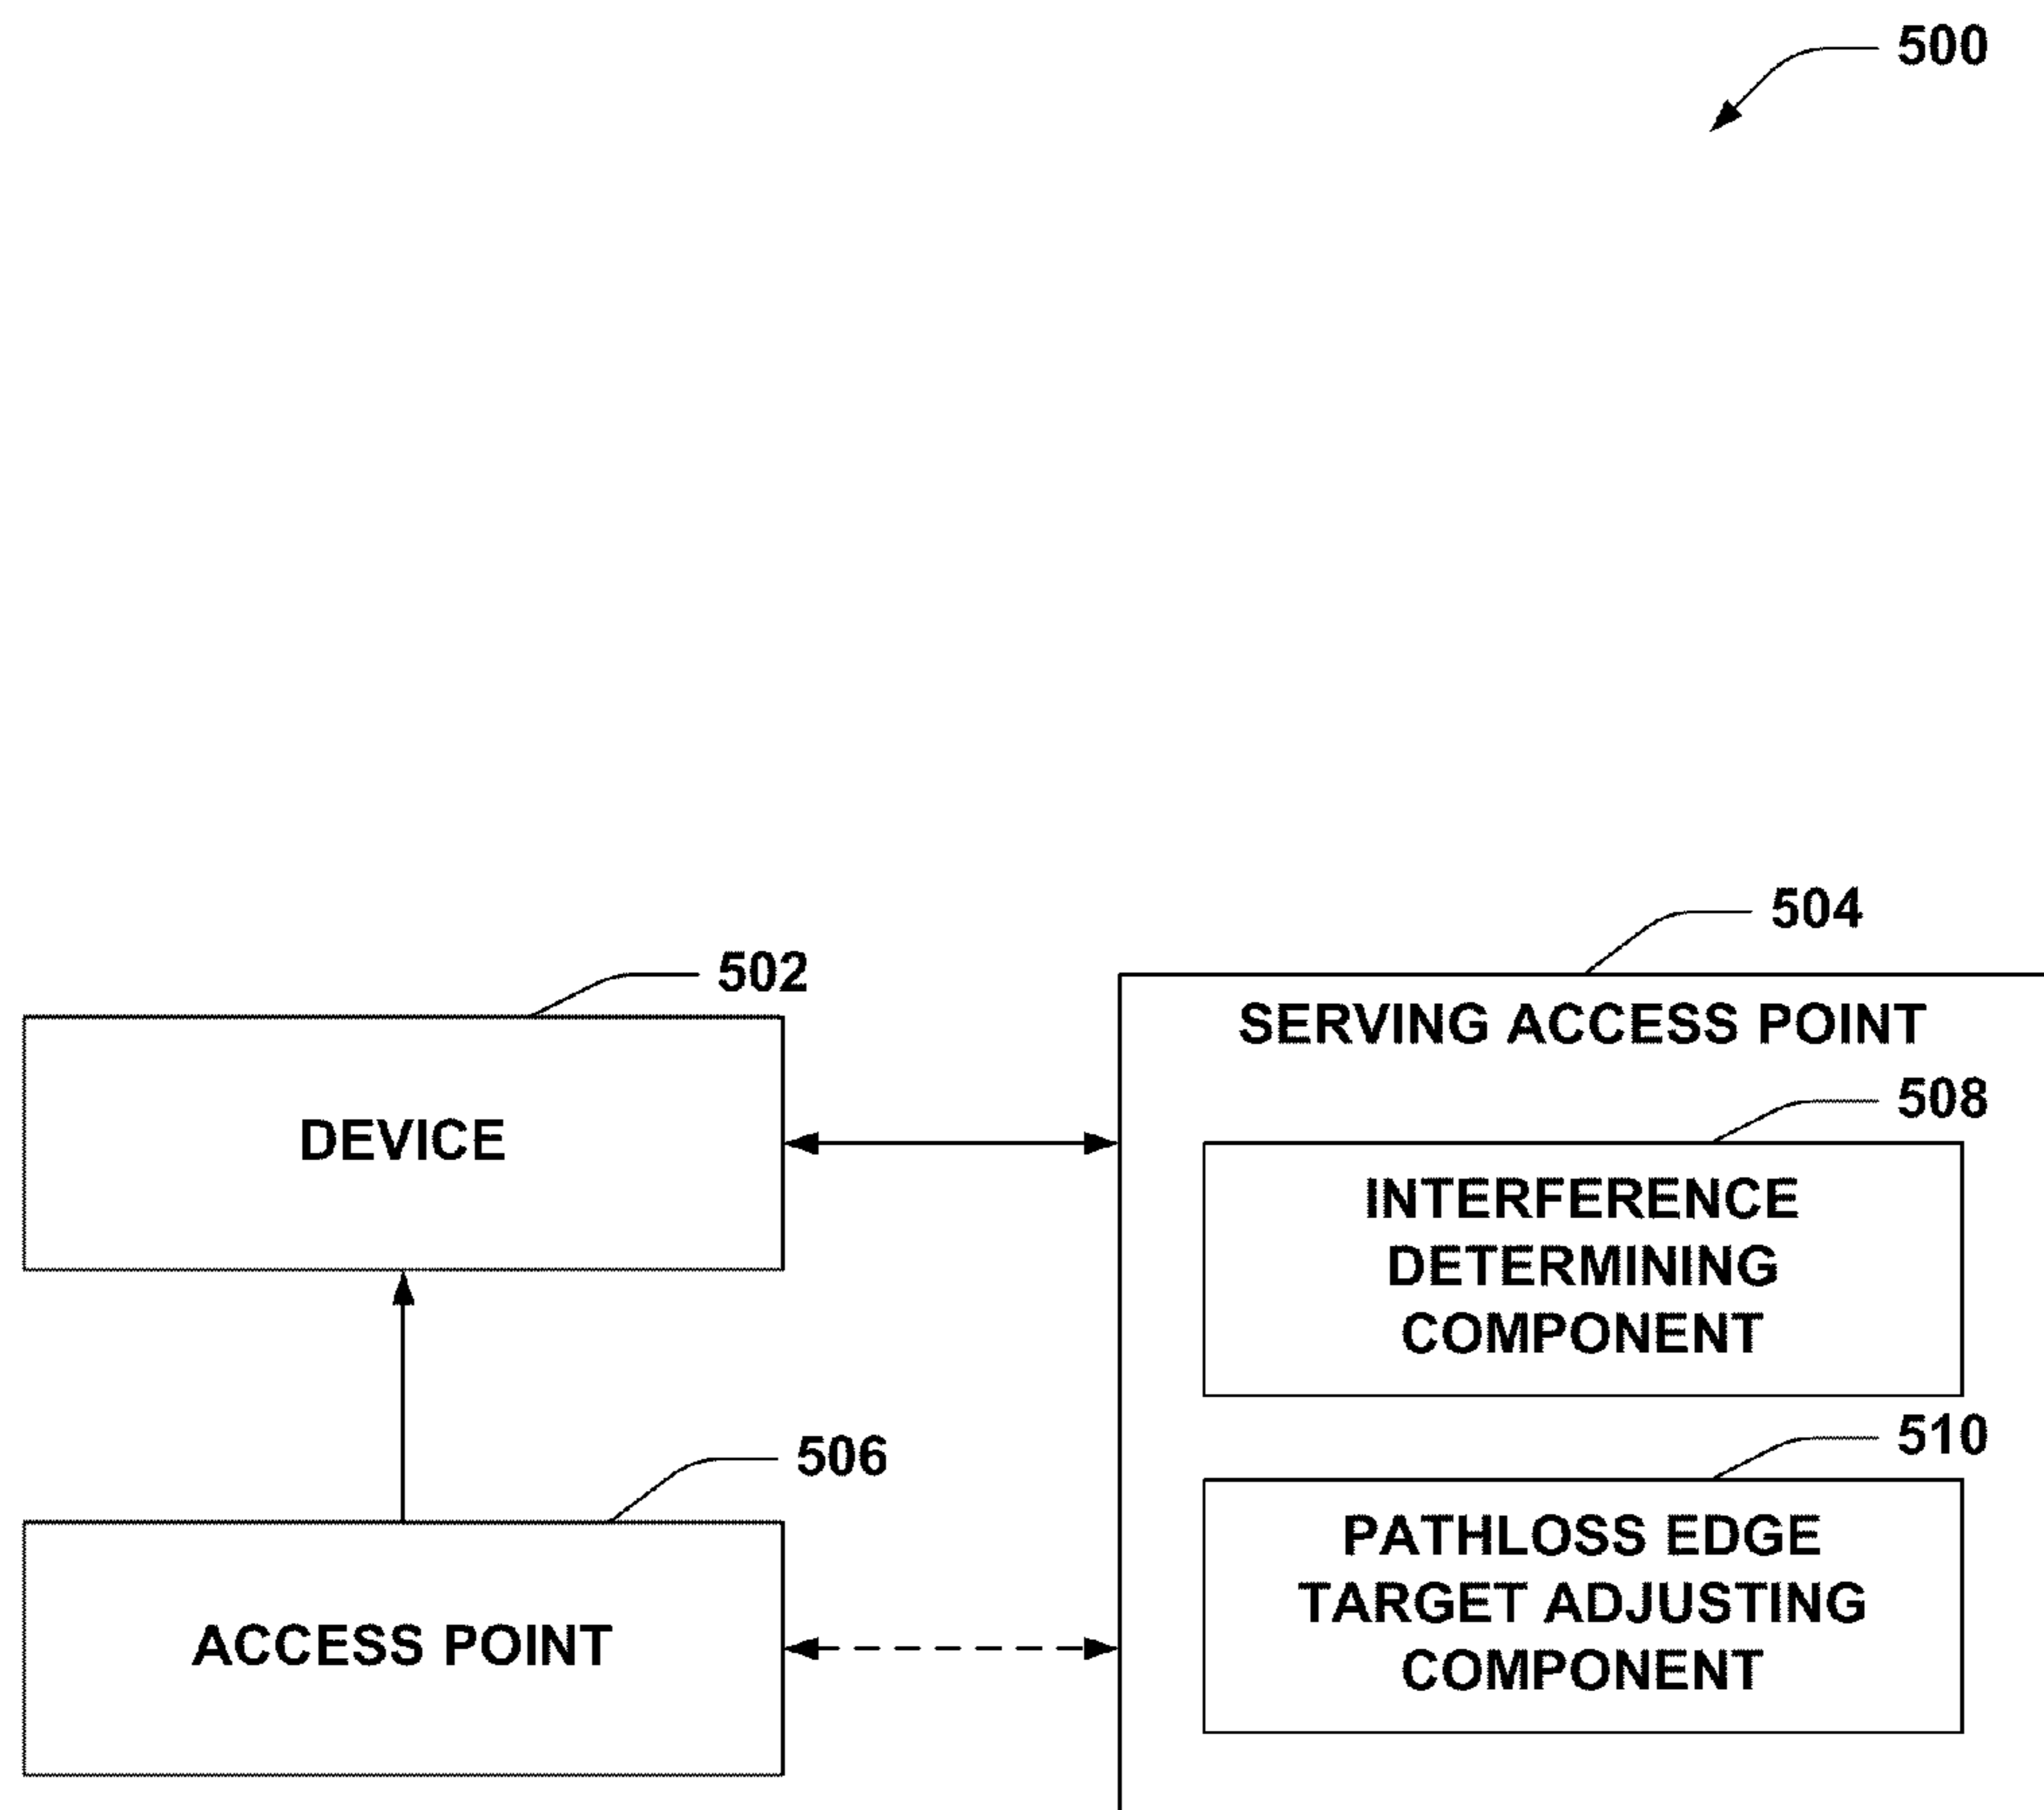 500
504
502
SERVING ACCESS POINT
508
DEVICE
INTERFERENCE
DETERMINING
COMPONENT
510
506
PATHLOSS EDGE
TARGET ADJUSTING
COMPONENT
ACCESS POINT